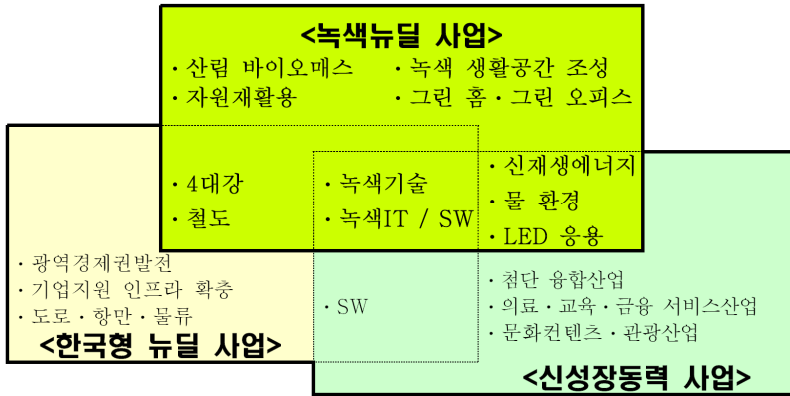 <녹색뉴딜 사업>
· 산림 바이오매스 · 녹색 생활공간 조성
· 자원재활용 · 그린 홈 · 그린 오피스
· 4대강 · 녹색기술 · 신재생에너지
· 철도 · 녹색IT / SW · 물 환경
· LED 응용
· 광역경제권발전
· 기업지원 인프라 확충
· 도로 · 항만 · 물류
<한국형 뉴딜 사업>
· SW
· 첨단 융합산업
· 의료 · 교육 · 금융 서비스산업
· 문화컨텐츠 · 관광산업
<신성장동력 사업>